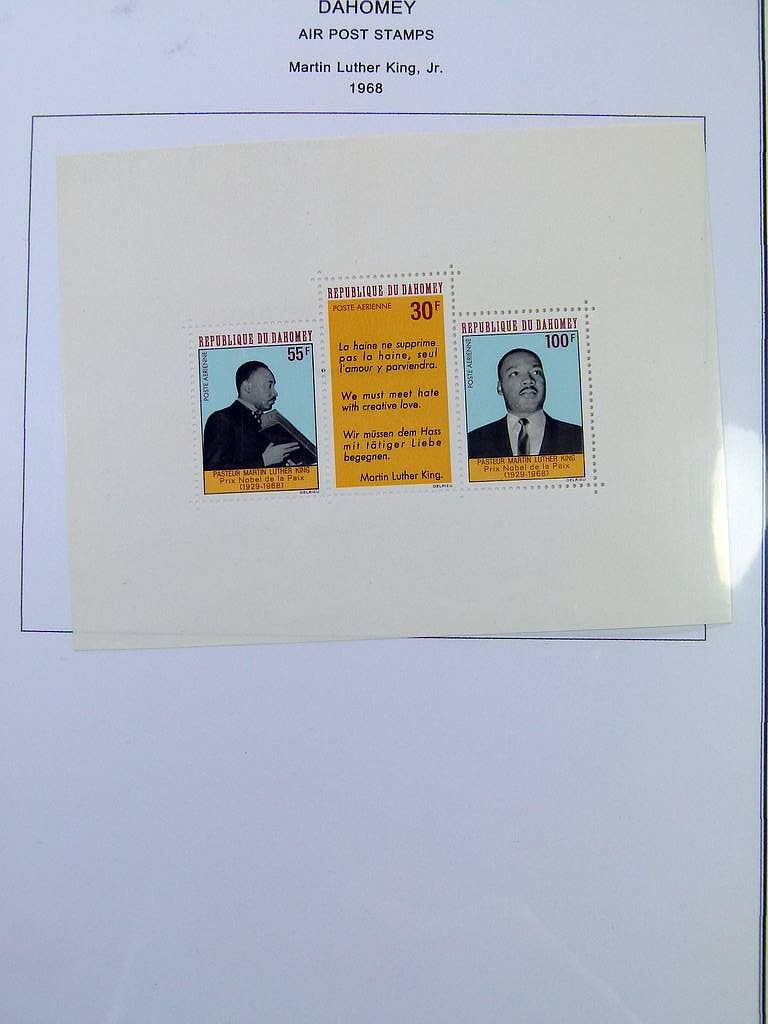 DAHOMEY
AIR POST STAMPS
Martin Luther King, Jr.
1968
REPUBLIQUE DU DAHOMEY
55F
POSTE AERIENNE
PASTEUR MARTIN LUTHER KING
Prix Nobel de la Paix
(1929-1968)
DELRIEU
REPUBLIQUE DU DAHOMEY
POSTE AERIENNE
30F
La haine ne supprime
pas la haine, seul
l'amour y parviendra.
We must meet hate
with creative love.
Wir müssen dem Hass
mit tätiger Liebe
begegnen.
Martin Luther King.
DELRIEU
REPUBLIQUE DU DAHOMEY
100F
POSTE AERIENNE
PASTEUR MARTIN LUTHER KING
Prix Nobel de la Paix
(1929-1968)
DELRIEU